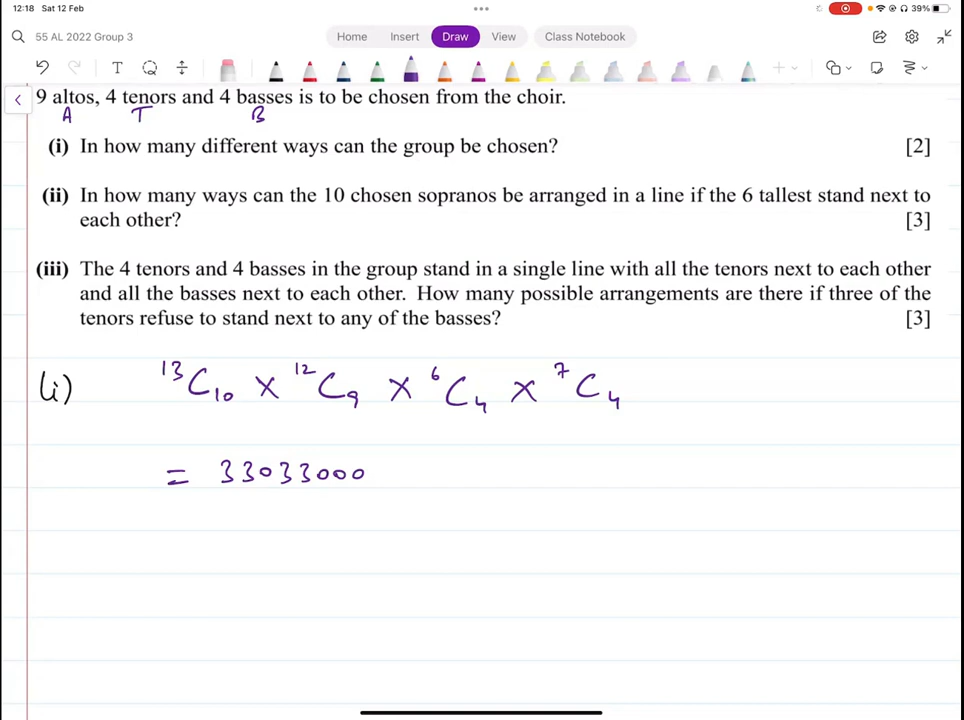 12:18 Sat 12 Feb
39%
55 AL 2022 Group 3
Home Insert Draw View Class Notebook
T
9 altos, 4 tenors and 4 basses is to be chosen from the choir.
A T B
(i) In how many different ways can the group be chosen? [2]
(ii) In how many ways can the 10 chosen sopranos be arranged in a line if the 6 tallest stand next to
each other? [3]
(iii) The 4 tenors and 4 basses in the group stand in a single line with all the tenors next to each other
and all the basses next to each other. How many possible arrangements are there if three of the
tenors refuse to stand next to any of the basses? [3]
(i) ¹³C₁₀ × ¹²C₉ × ⁶C₄ × ⁷C₄
= 33033000